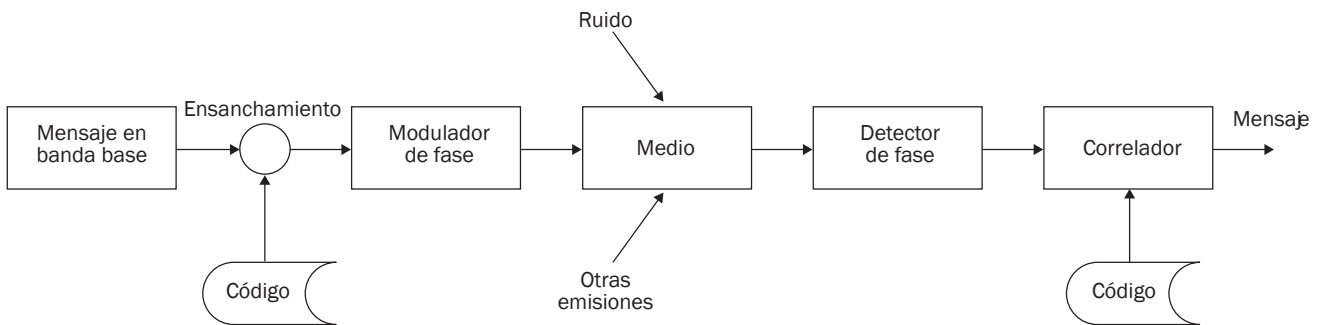 Ruido
Ensanchamiento
Mensaje en
banda base
Modulador
de fase
Medio
Detector
de fase
Correlador
Mensaje
Código
Otras
emisiones
Código